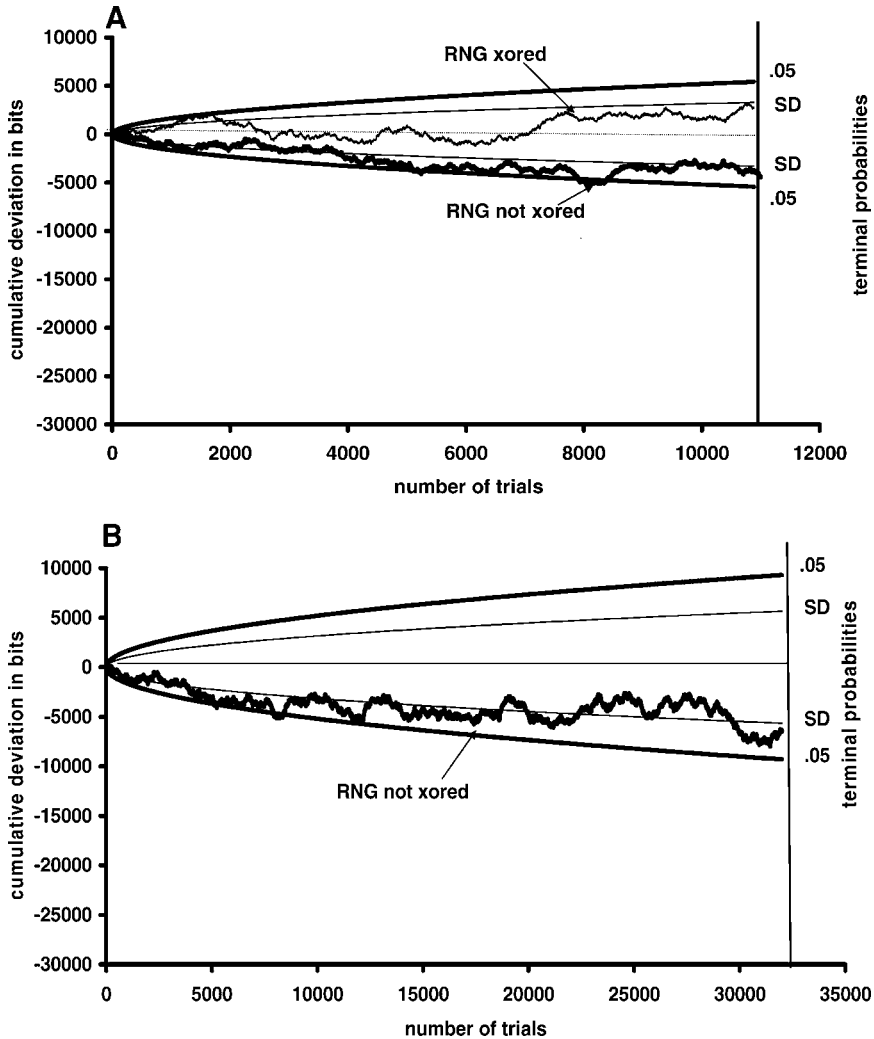 A
10000
5000
0
-5000
-10000
-15000
-20000
-25000
-30000
cumulative deviation in bits
RNG xored
RNG not xored
.05
SD
SD
.05
terminal probabilities
0 2000 4000 6000 8000 10000 12000
number of trials
B
10000
5000
0
-5000
-10000
-15000
-20000
-25000
-30000
cumulative deviation in bits
RNG not xored
.05
SD
SD
.05
terminal probabilities
0 5000 10000 15000 20000 25000 30000 35000
number of trials